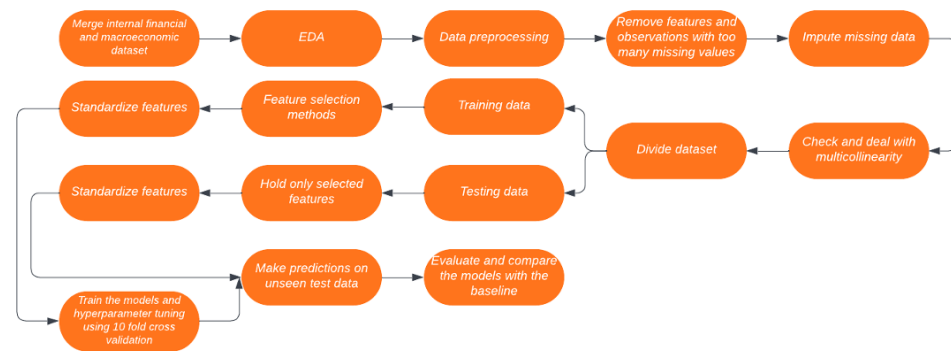 Merge internal financial
and macroeconomic
dataset
EDA
Data preprocessing
Remove features and
observations with too
many missing values
Impute missing data
Standardize features
Feature selection
methods
Training data
Divide dataset
Check and deal with
multicollinearity
Standardize features
Hold only selected
features
Testing data
Make predictions on
unseen test data
Evaluate and compare
the models with the
baseline
Train the models and
hyperparameter tuning
using 10 fold cross
validation